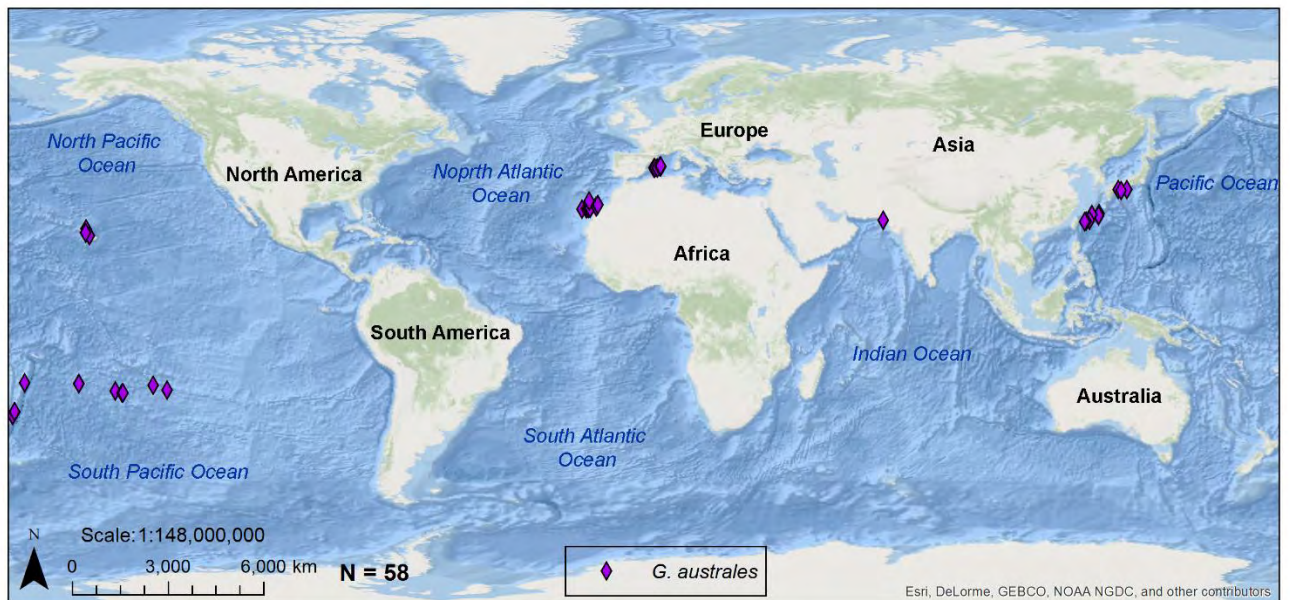 North Pacific
Ocean
North America
Noprth Atlantic
Ocean
Europe
Asia
Pacific Ocean
Africa
South America
Indian Ocean
Australia
South Atlantic
Ocean
South Pacific Ocean
N
Scale:1:148,000,000
0 3,000 6,000 km
N = 58
G. australes
Esri, DeLorme, GEBCO, NOAA NGDC, and other contributors